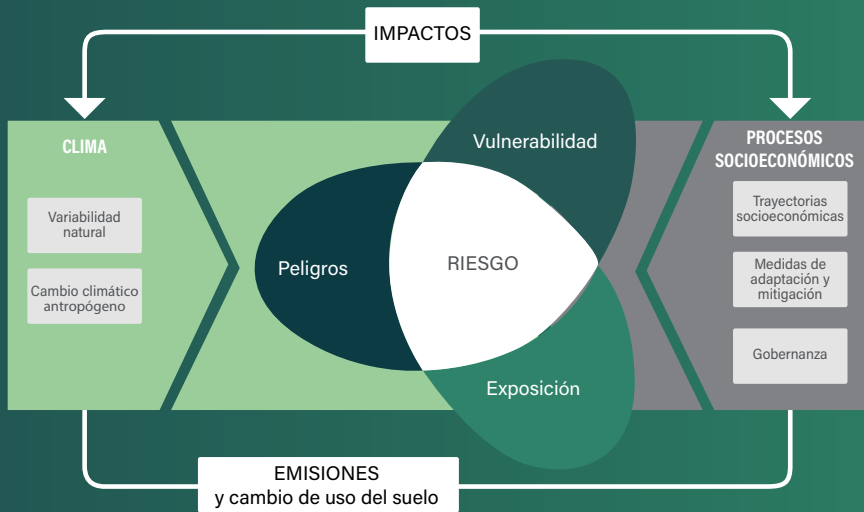 IMPACTOS
CLIMA
Variabilidad
natural
Cambio climático
antropógeno
Peligros
Vulnerabilidad
RIESGO
Exposición
PROCESOS
SOCIOECONÓMICOS
Trayectorias
socioeconómicas
Medidas de
adaptación y
mitigación
Gobernanza
EMISIONES
y cambio de uso del suelo